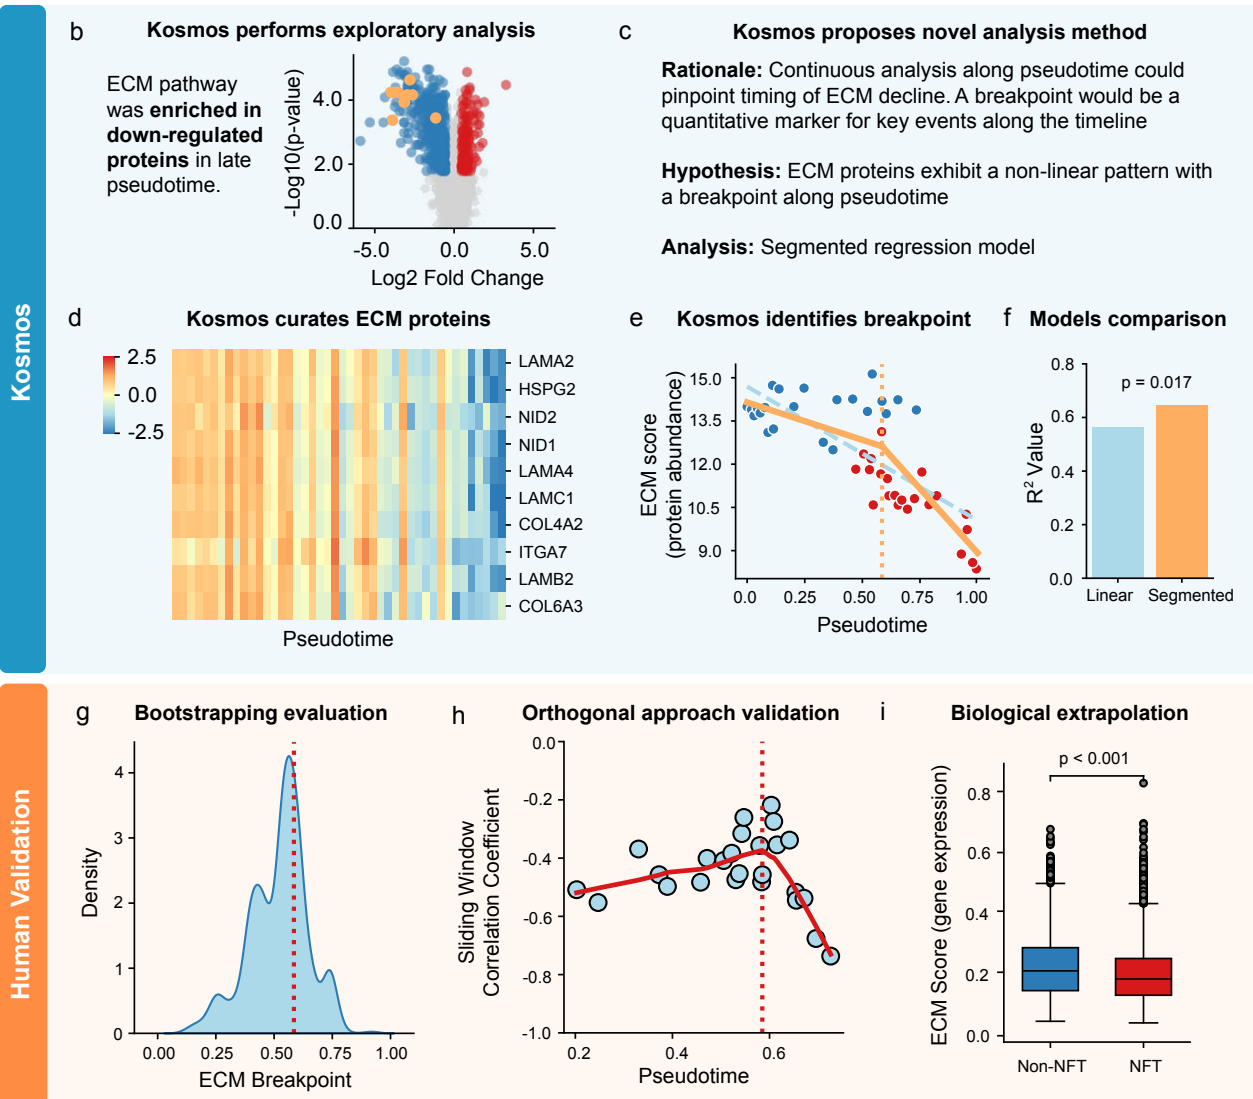 Kosmos
b
Kosmos performs exploratory analysis
ECM pathway
was enriched in
down-regulated
proteins in late
pseudotime.
-Log10(p-value)
4.0
2.0
0.0
-5.0
0.0
5.0
Log2 Fold Change
c
Kosmos proposes novel analysis method
Rationale: Continuous analysis along pseudotime could
pinpoint timing of ECM decline. A breakpoint would be a
quantitative marker for key events along the timeline
Hypothesis: ECM proteins exhibit a non-linear pattern with
a breakpoint along pseudotime
Analysis: Segmented regression model
d
Kosmos curates ECM proteins
2.5
0.0
-2.5
LAMA2
HSPG2
NID2
NID1
LAMA4
LAMC1
COL4A2
ITGA7
LAMB2
COL6A3
Pseudotime
e
Kosmos identifies breakpoint
ECM score
(protein abundance)
15.0
13.5
12.0
10.5
9.0
0.0
0.25
0.50
0.75
1.00
Pseudotime
f
Models comparison
R² Value
0.8
0.6
0.4
0.2
0.0
p = 0.017
Linear
Segmented
Human Validation
g
Bootstrapping evaluation
Density
4
3
2
1
0
0.00
0.25
0.50
0.75
1.00
ECM Breakpoint
h
Orthogonal approach validation
Sliding Window
Correlation Coefficient
0.0
-0.2
-0.4
-0.6
-0.8
-1.0
0.2
0.4
0.6
Pseudotime
i
Biological extrapolation
ECM Score (gene expression)
p < 0.001
0.8
0.6
0.4
0.2
0.0
Non-NFT
NFT